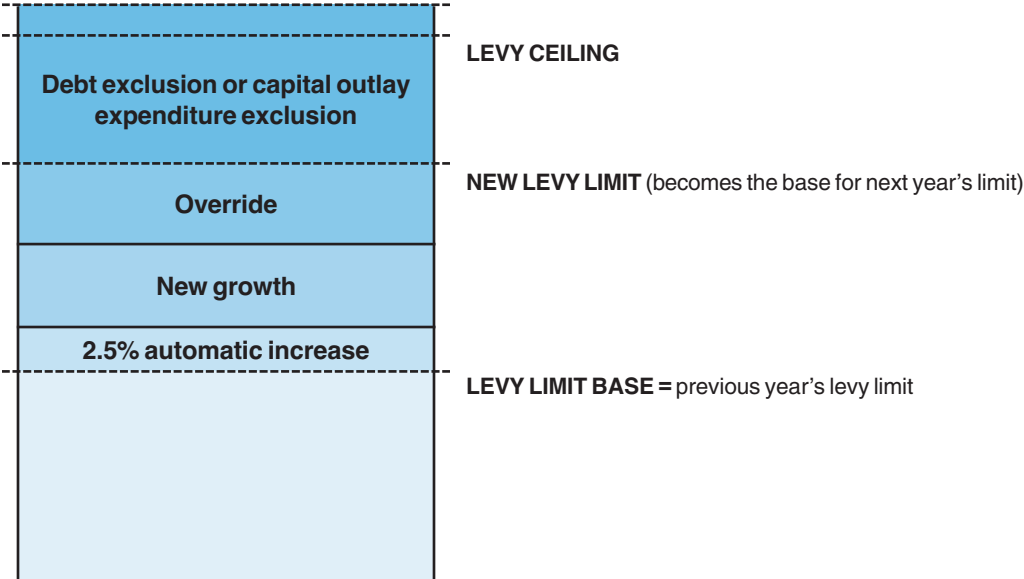 LEVY CEILING
Debt exclusion or capital outlay
expenditure exclusion
NEW LEVY LIMIT (becomes the base for next year’s limit)
Override
New growth
2.5% automatic increase
LEVY LIMIT BASE = previous year’s levy limit